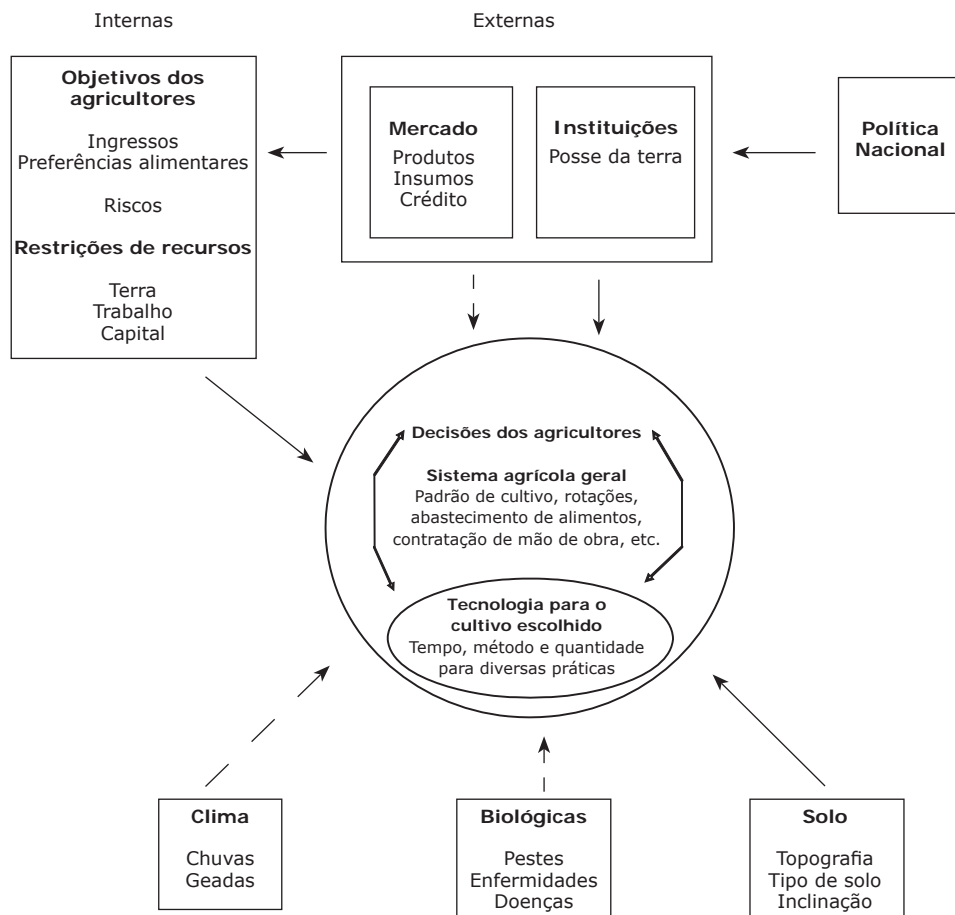 Internas
Externas
Objetivos dos
agricultores
Ingressos
Preferências alimentares
Riscos
Restrições de recursos
Terra
Trabalho
Capital
Mercado
Produtos
Insumos
Crédito
Instituições
Posse da terra
Política
Nacional
Decisões dos agricultores
Sistema agrícola geral
Padrão de cultivo, rotações,
abastecimento de alimentos,
contratação de mão de obra, etc.
Tecnologia para o
cultivo escolhido
Tempo, método e quantidade
para diversas práticas
Clima
Chuvas
Geadas
Biológicas
Pestes
Enfermidades
Doenças
Solo
Topografia
Tipo de solo
Inclinação